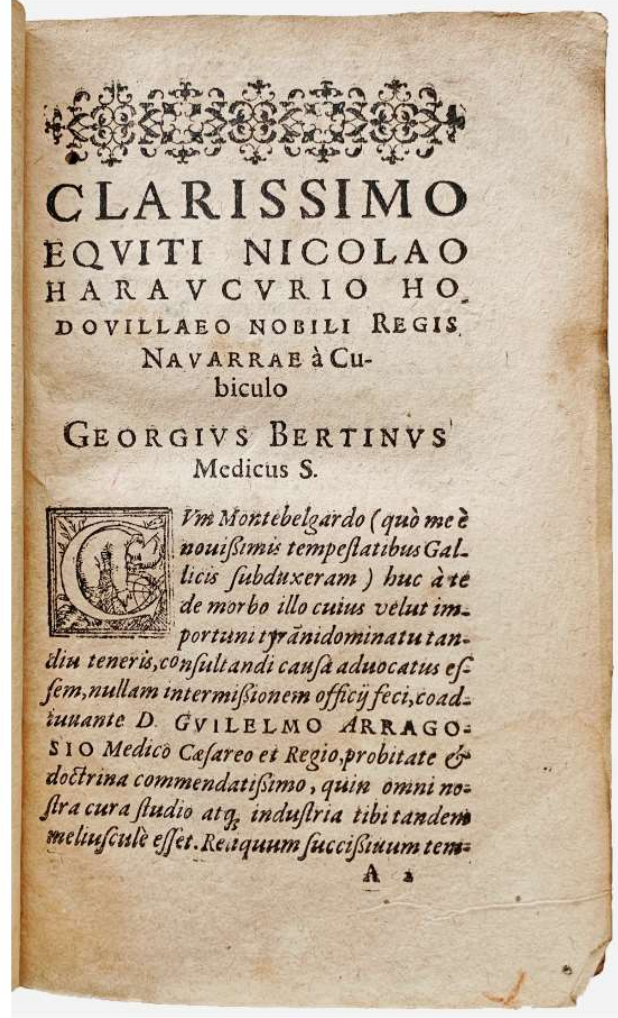 CLARISSIMO
EQVITI NICOLAO
HARAVCVRIO HO-
DOVILLAEO NOBILI REGIS
NAVARRAE à Cu-
biculo
GEORGIVS BERTINVS
Medicus S.
CVm Montebelgardo (quò me è
nouißimis tempeſtatibus Gal-
licis ſubduxeram) huc à te
de morbo illo cuius velut im-
portuni tyrãni dominatu tan-
diu teneris, conſultandi cauſâ aduocatus eſ-
ſem, nullam intermißionem officij feci, coad-
iuuante D. GVILELMO ARRAGO-
SIO Medico Cæſareo et Regio, probitate &
doctrina commendatißimo, quin omni no-
ſtra cura ſtudio atq; induſtria tibi tandem
meliuſculè eſſet. Reliquum ſucciſiuum tem-
A 2